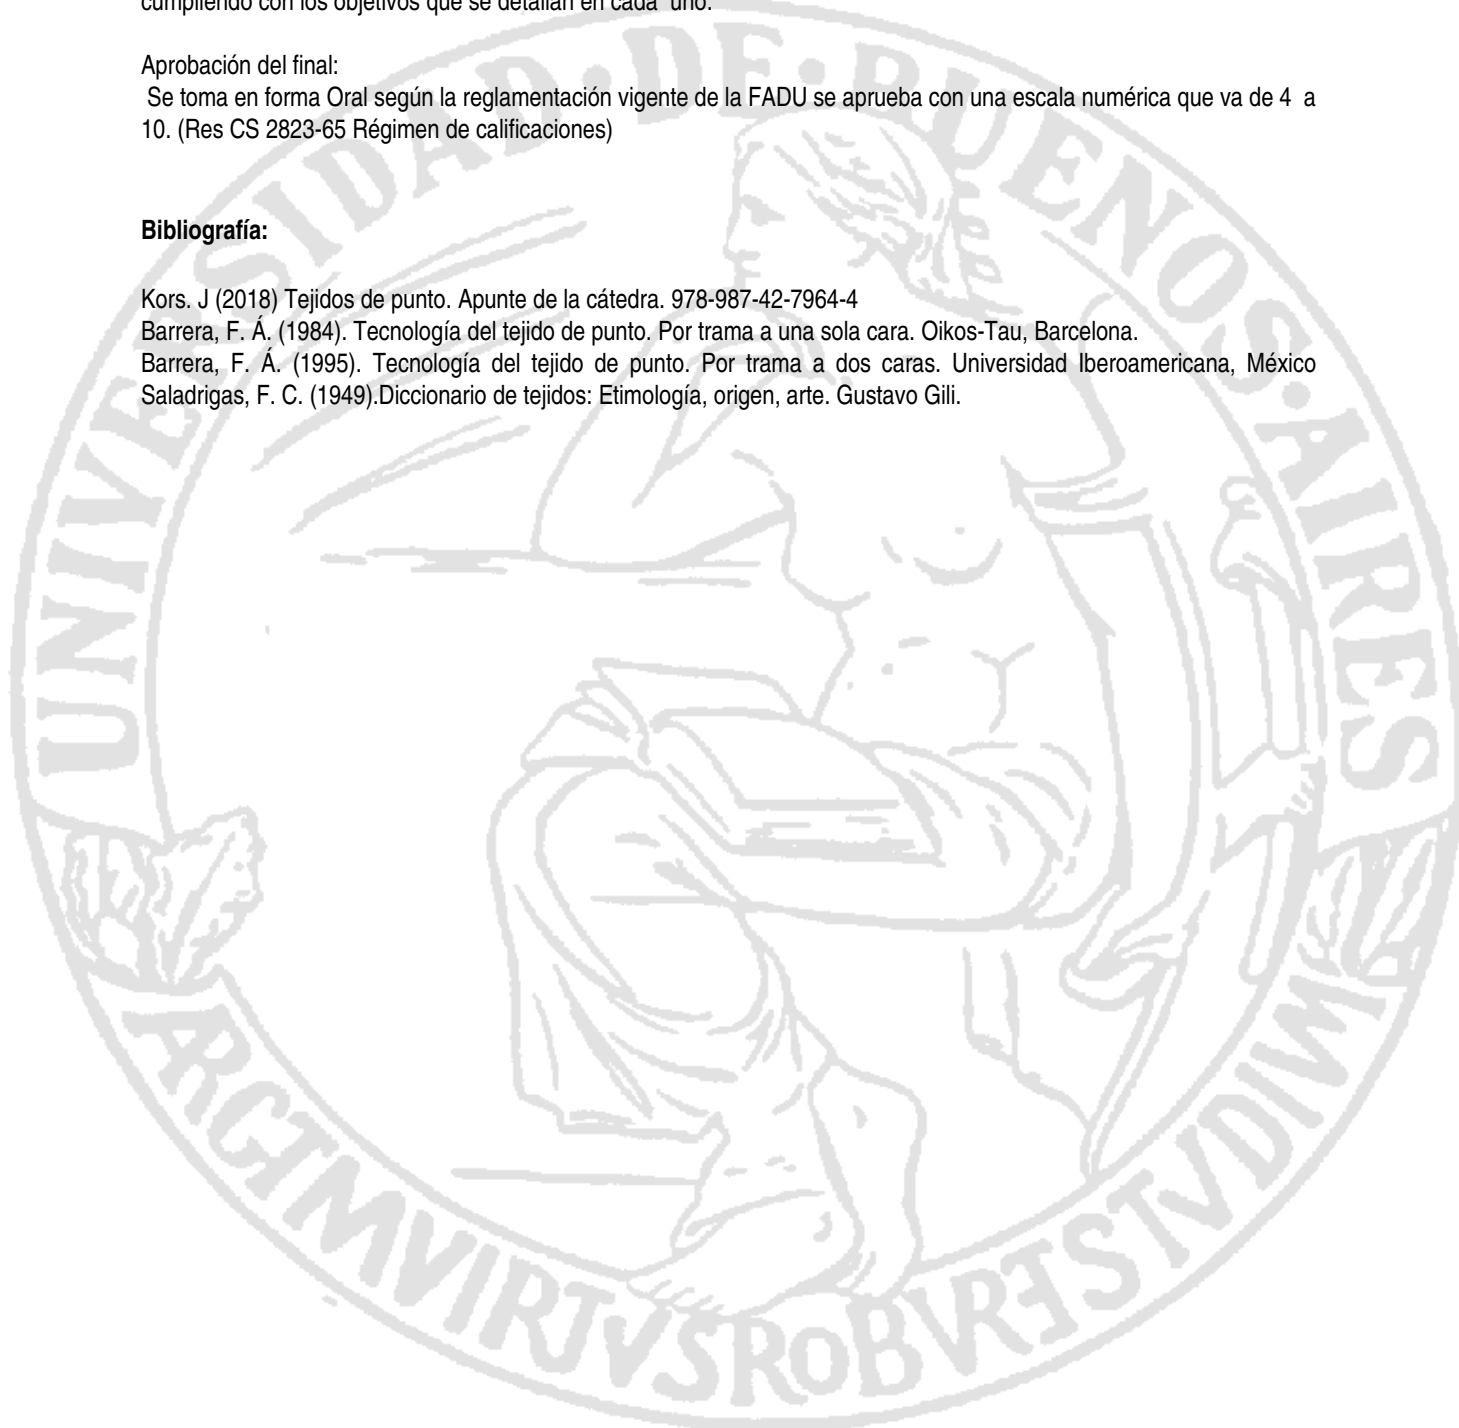 cumpliendo con los objetivos que se detallan en cada  uno.
Aprobación del final:
Se toma en forma Oral según la reglamentación vigente de la FADU se aprueba con una escala numérica que va de 4  a
10. (Res CS 2823-65 Régimen de calificaciones)
Bibliografía:
Kors. J (2018) Tejidos de punto. Apunte de la cátedra. 978-987-42-7964-4
Barrera, F. Á. (1984). Tecnología del tejido de punto. Por trama a una sola cara. Oikos-Tau, Barcelona.
Barrera, F. Á. (1995). Tecnología del tejido de punto. Por trama a dos caras. Universidad Iberoamericana, México
Saladrigas, F. C. (1949).Diccionario de tejidos: Etimología, origen, arte. Gustavo Gili.
UNIVERSIDAD·DE·BUENOS·AIRES
ARGTMVIRTVSROBVRETSTVDIVM